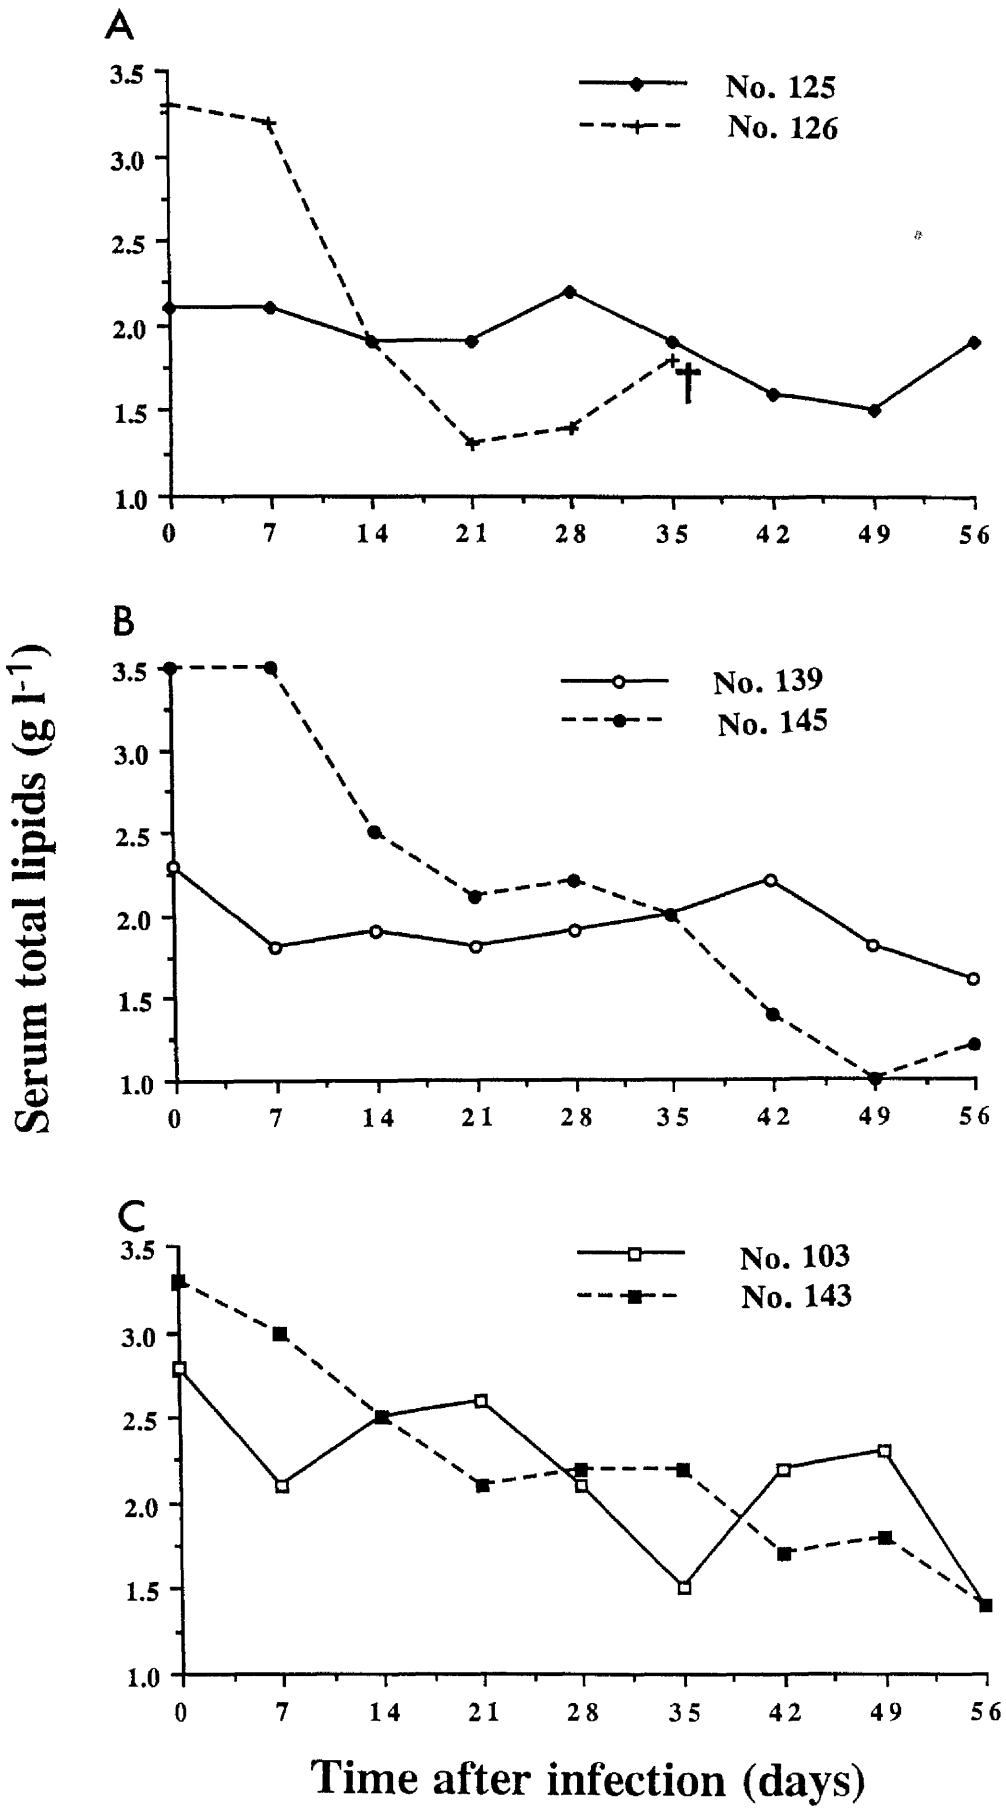 A
3.5
3.0
2.5
2.0
1.5
1.0
No. 125
No. 126
†
0 7 14 21 28 35 42 49 56
B
3.5
3.0
2.5
2.0
1.5
1.0
No. 139
No. 145
0 7 14 21 28 35 42 49 56
Serum total lipids (g l-1)
C
3.5
3.0
2.5
2.0
1.5
1.0
No. 103
No. 143
0 7 14 21 28 35 42 49 56
Time after infection (days)